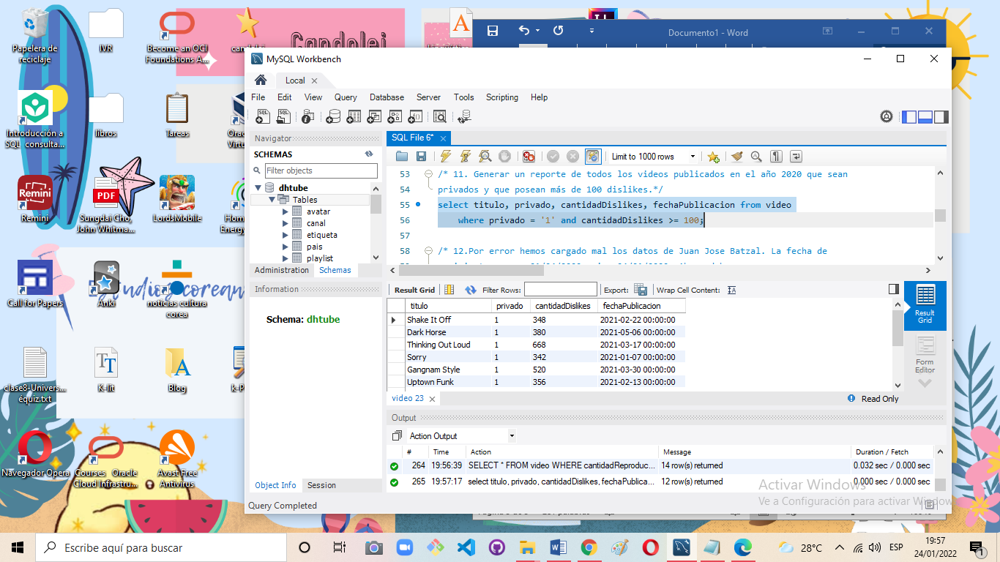 Papelera de reciclaje
IVR
Become an OCI Foundations A...
candolei
Candolei
Documento1 - Word
MySQL Workbench
Local
File Edit View Query Database Server Tools Scripting Help
Introducción a SQL_consulta...
libros
Tareas
Remini
Remini
PDF
Sungdai Cho, John Whitma...
LordsMobile
Call for Papers
Anki
noticias cultura corea
clase8-Univers... equiz.txt
K-lit
Blog
Navegador Opera
Courses _ Oracle Cloud Infrastru...
Avast Free Antivirus
Navigator
SCHEMAS
Filter objects
dhtube
Tables
avatar
canal
etiqueta
pais
playlist
Administration Schemas
Information
Schema: dhtube
Object Info Session
Query Completed
SQL File 6*
Limit to 1000 rows
53 /* 11. Generar un reporte de todos los videos publicados en el año 2020 que sean
54 privados y que posean más de 100 dislikes.*/
55 select titulo, privado, cantidadDislikes, fechaPublicacion from video
56 where privado = '1' and cantidadDislikes >= 100;
57
58 /* 12.Por error hemos cargado mal los datos de Juan Jose Batzal. La fecha de
Result Grid Filter Rows: Export: Wrap Cell Content:
titulo privado cantidadDislikes fechaPublicacion
Shake It Off 1 348 2021-02-22 00:00:00
Dark Horse 1 380 2021-05-06 00:00:00
Thinking Out Loud 1 668 2021-03-17 00:00:00
Sorry 1 342 2021-01-07 00:00:00
Gangnam Style 1 520 2021-03-30 00:00:00
Uptown Funk 1 356 2021-02-13 00:00:00
Result Grid
Form Editor
video 23
Read Only
Output
Action Output
# Time Action Message Duration / Fetch
264 19:56:39 SELECT * FROM video WHERE cantidadReproduc... 14 row(s) returned 0.032 sec / 0.000 sec
265 19:57:17 select titulo, privado, cantidadDislikes, fechaPublica... 12 row(s) returned 0.000 sec / 0.000 sec
Activar Windows
Ve a Configuración para activar Windows
Escribe aquí para buscar
28°C
ESP
19:57
24/01/2022
1